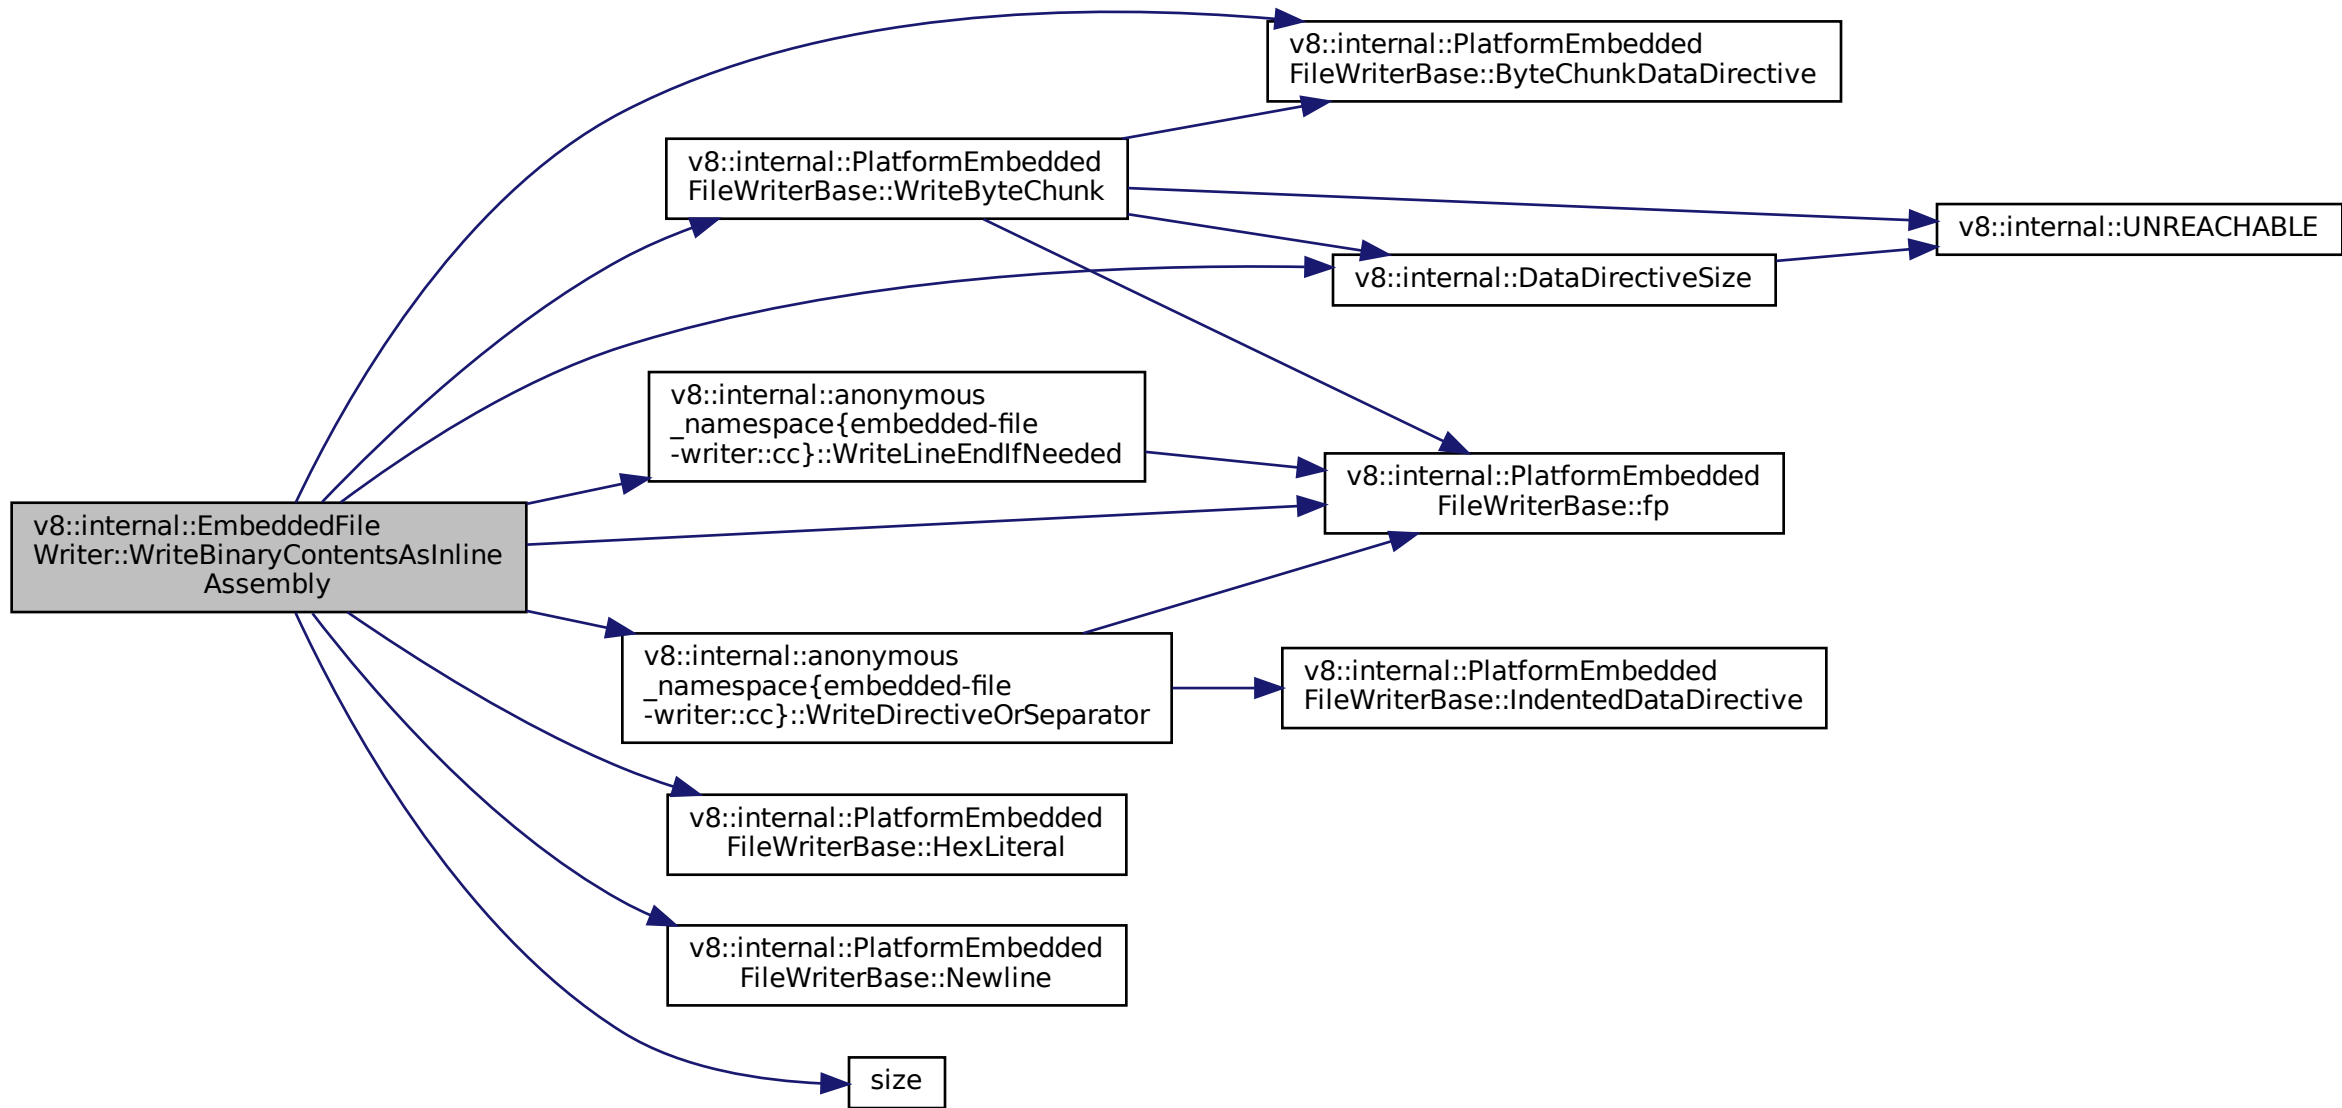 v8::internal::PlatformEmbedded
FileWriterBase::ByteChunkDataDirective
v8::internal::PlatformEmbedded
FileWriterBase::WriteByteChunk
v8::internal::UNREACHABLE
v8::internal::DataDirectiveSize
v8::internal::anonymous
_namespace{embedded-file
-writer::cc}::WriteLineEndIfNeeded
v8::internal::PlatformEmbedded
FileWriterBase::fp
v8::internal::EmbeddedFile
Writer::WriteBinaryContentsAsInline
Assembly
v8::internal::anonymous
_namespace{embedded-file
-writer::cc}::WriteDirectiveOrSeparator
v8::internal::PlatformEmbedded
FileWriterBase::IndentedDataDirective
v8::internal::PlatformEmbedded
FileWriterBase::HexLiteral
v8::internal::PlatformEmbedded
FileWriterBase::Newline
size